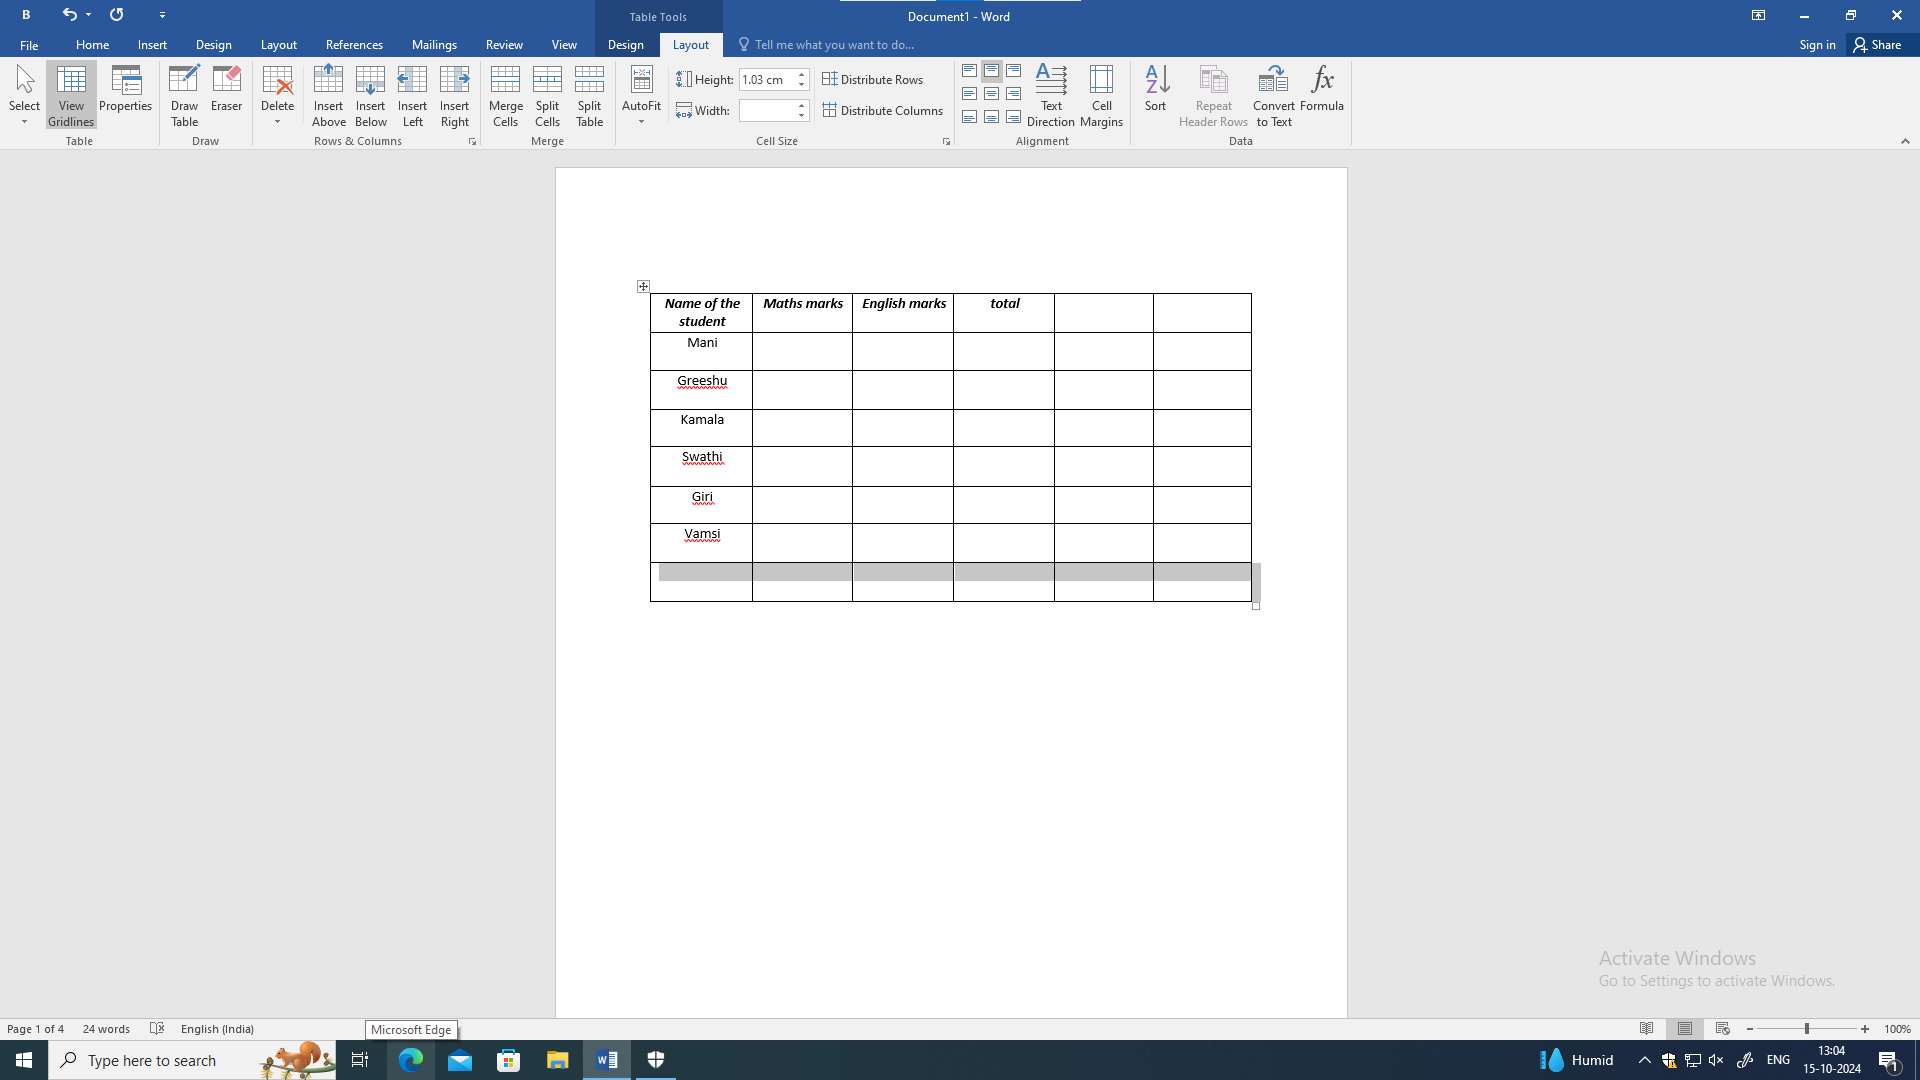 B
Table Tools
Document1 - Word
File Home Insert Design Layout References Mailings Review View Design Layout Tell me what you want to do... Sign in Share
Select View Gridlines Properties Draw Table Eraser Delete Insert Above Insert Below Insert Left Insert Right Merge Cells Split Cells Split Table AutoFit Height: 1.03 cm Distribute Rows
Width: Distribute Columns
Text Direction Cell Margins Sort Repeat Header Rows Convert to Text Formula
Table Draw Rows & Columns Merge Cell Size Alignment Data
Name of the student Maths marks English marks total
Mani
Greeshu
Kamala
Swathi
Giri
Vamsi
Activate Windows
Go to Settings to activate Windows.
Page 1 of 4 24 words English (India) Microsoft Edge 100%
Type here to search Humid ENG 13:04
15-10-2024 1